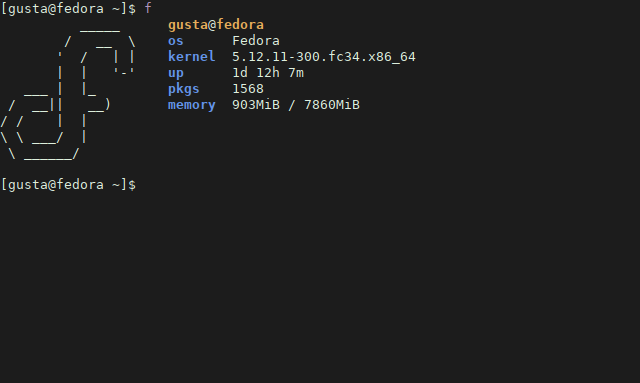 [gusta@fedora ~]$ f
gusta@fedora
os Fedora
kernel 5.12.11-300.fc34.x86_64
up 1d 12h 7m
pkgs 1568
memory 903MiB / 7860MiB
[gusta@fedora ~]$